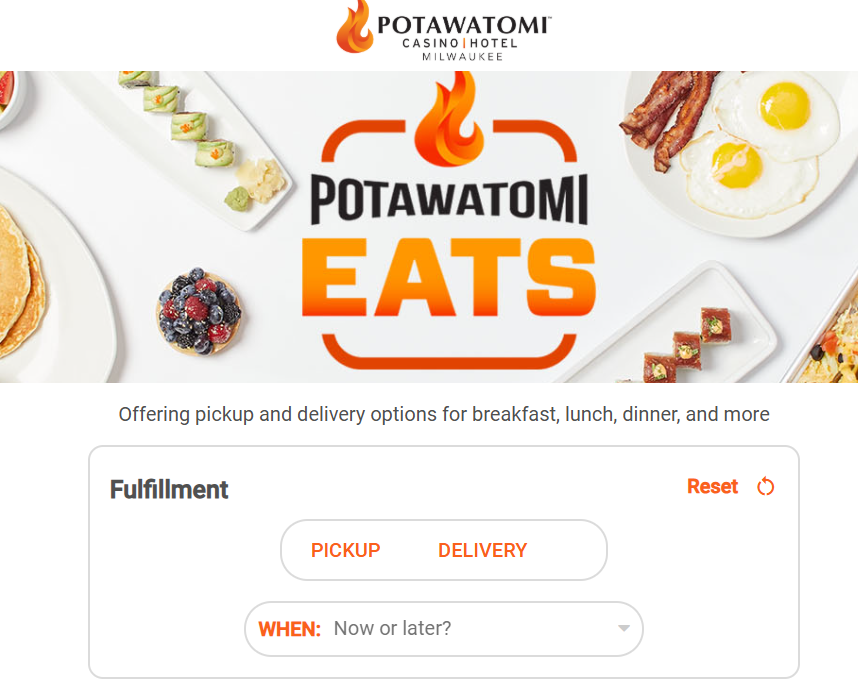 POTAWATOMI™
CASINO | HOTEL
MILWAUKEE
POTAWATOMI
EATS
Offering pickup and delivery options for breakfast, lunch, dinner, and more
Fulfillment
Reset
PICKUP DELIVERY
WHEN: Now or later?